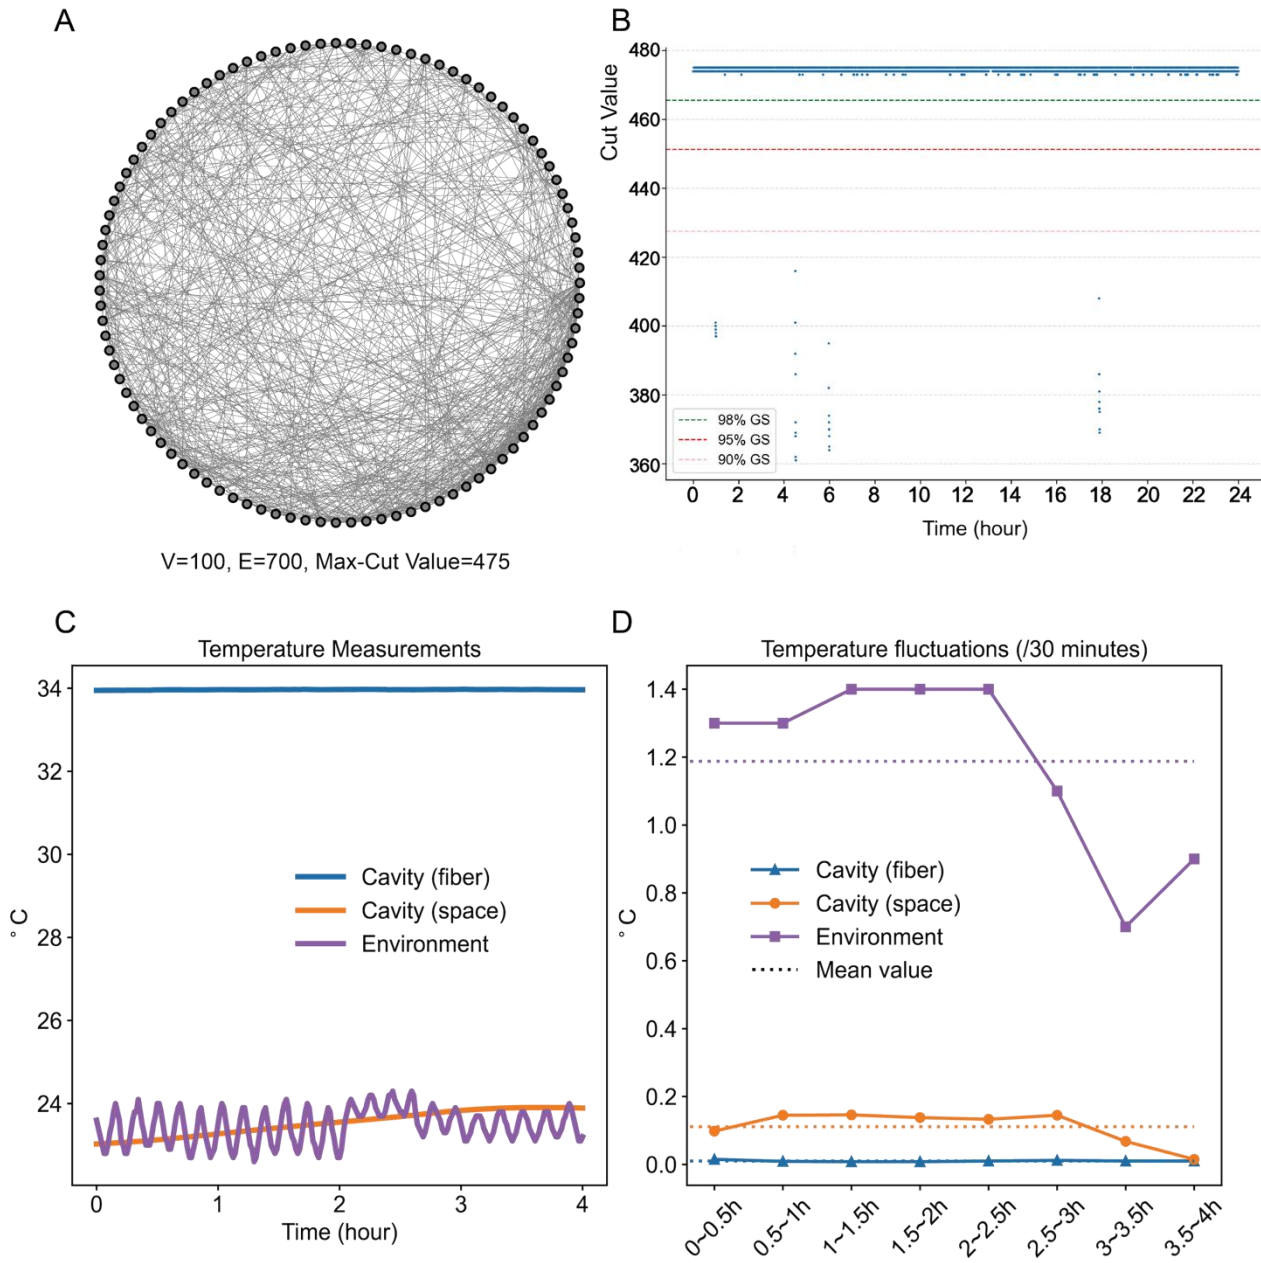 A
V=100, E=700, Max-Cut Value=475
B
Cut Value
480
460
440
420
400
380
360
98% GS
95% GS
90% GS
0 2 4 6 8 10 12 14 16 18 20 22 24
Time (hour)
C
Temperature Measurements
°C
34
32
30
28
26
24
Cavity (fiber)
Cavity (space)
Environment
0 1 2 3 4
Time (hour)
D
Temperature fluctuations (/30 minutes)
°C
1.4
1.2
1.0
0.8
0.6
0.4
0.2
0.0
Cavity (fiber)
Cavity (space)
Environment
Mean value
0~0.5h
0.5~1h
1~1.5h
1.5~2h
2~2.5h
2.5~3h
3~3.5h
3.5~4h